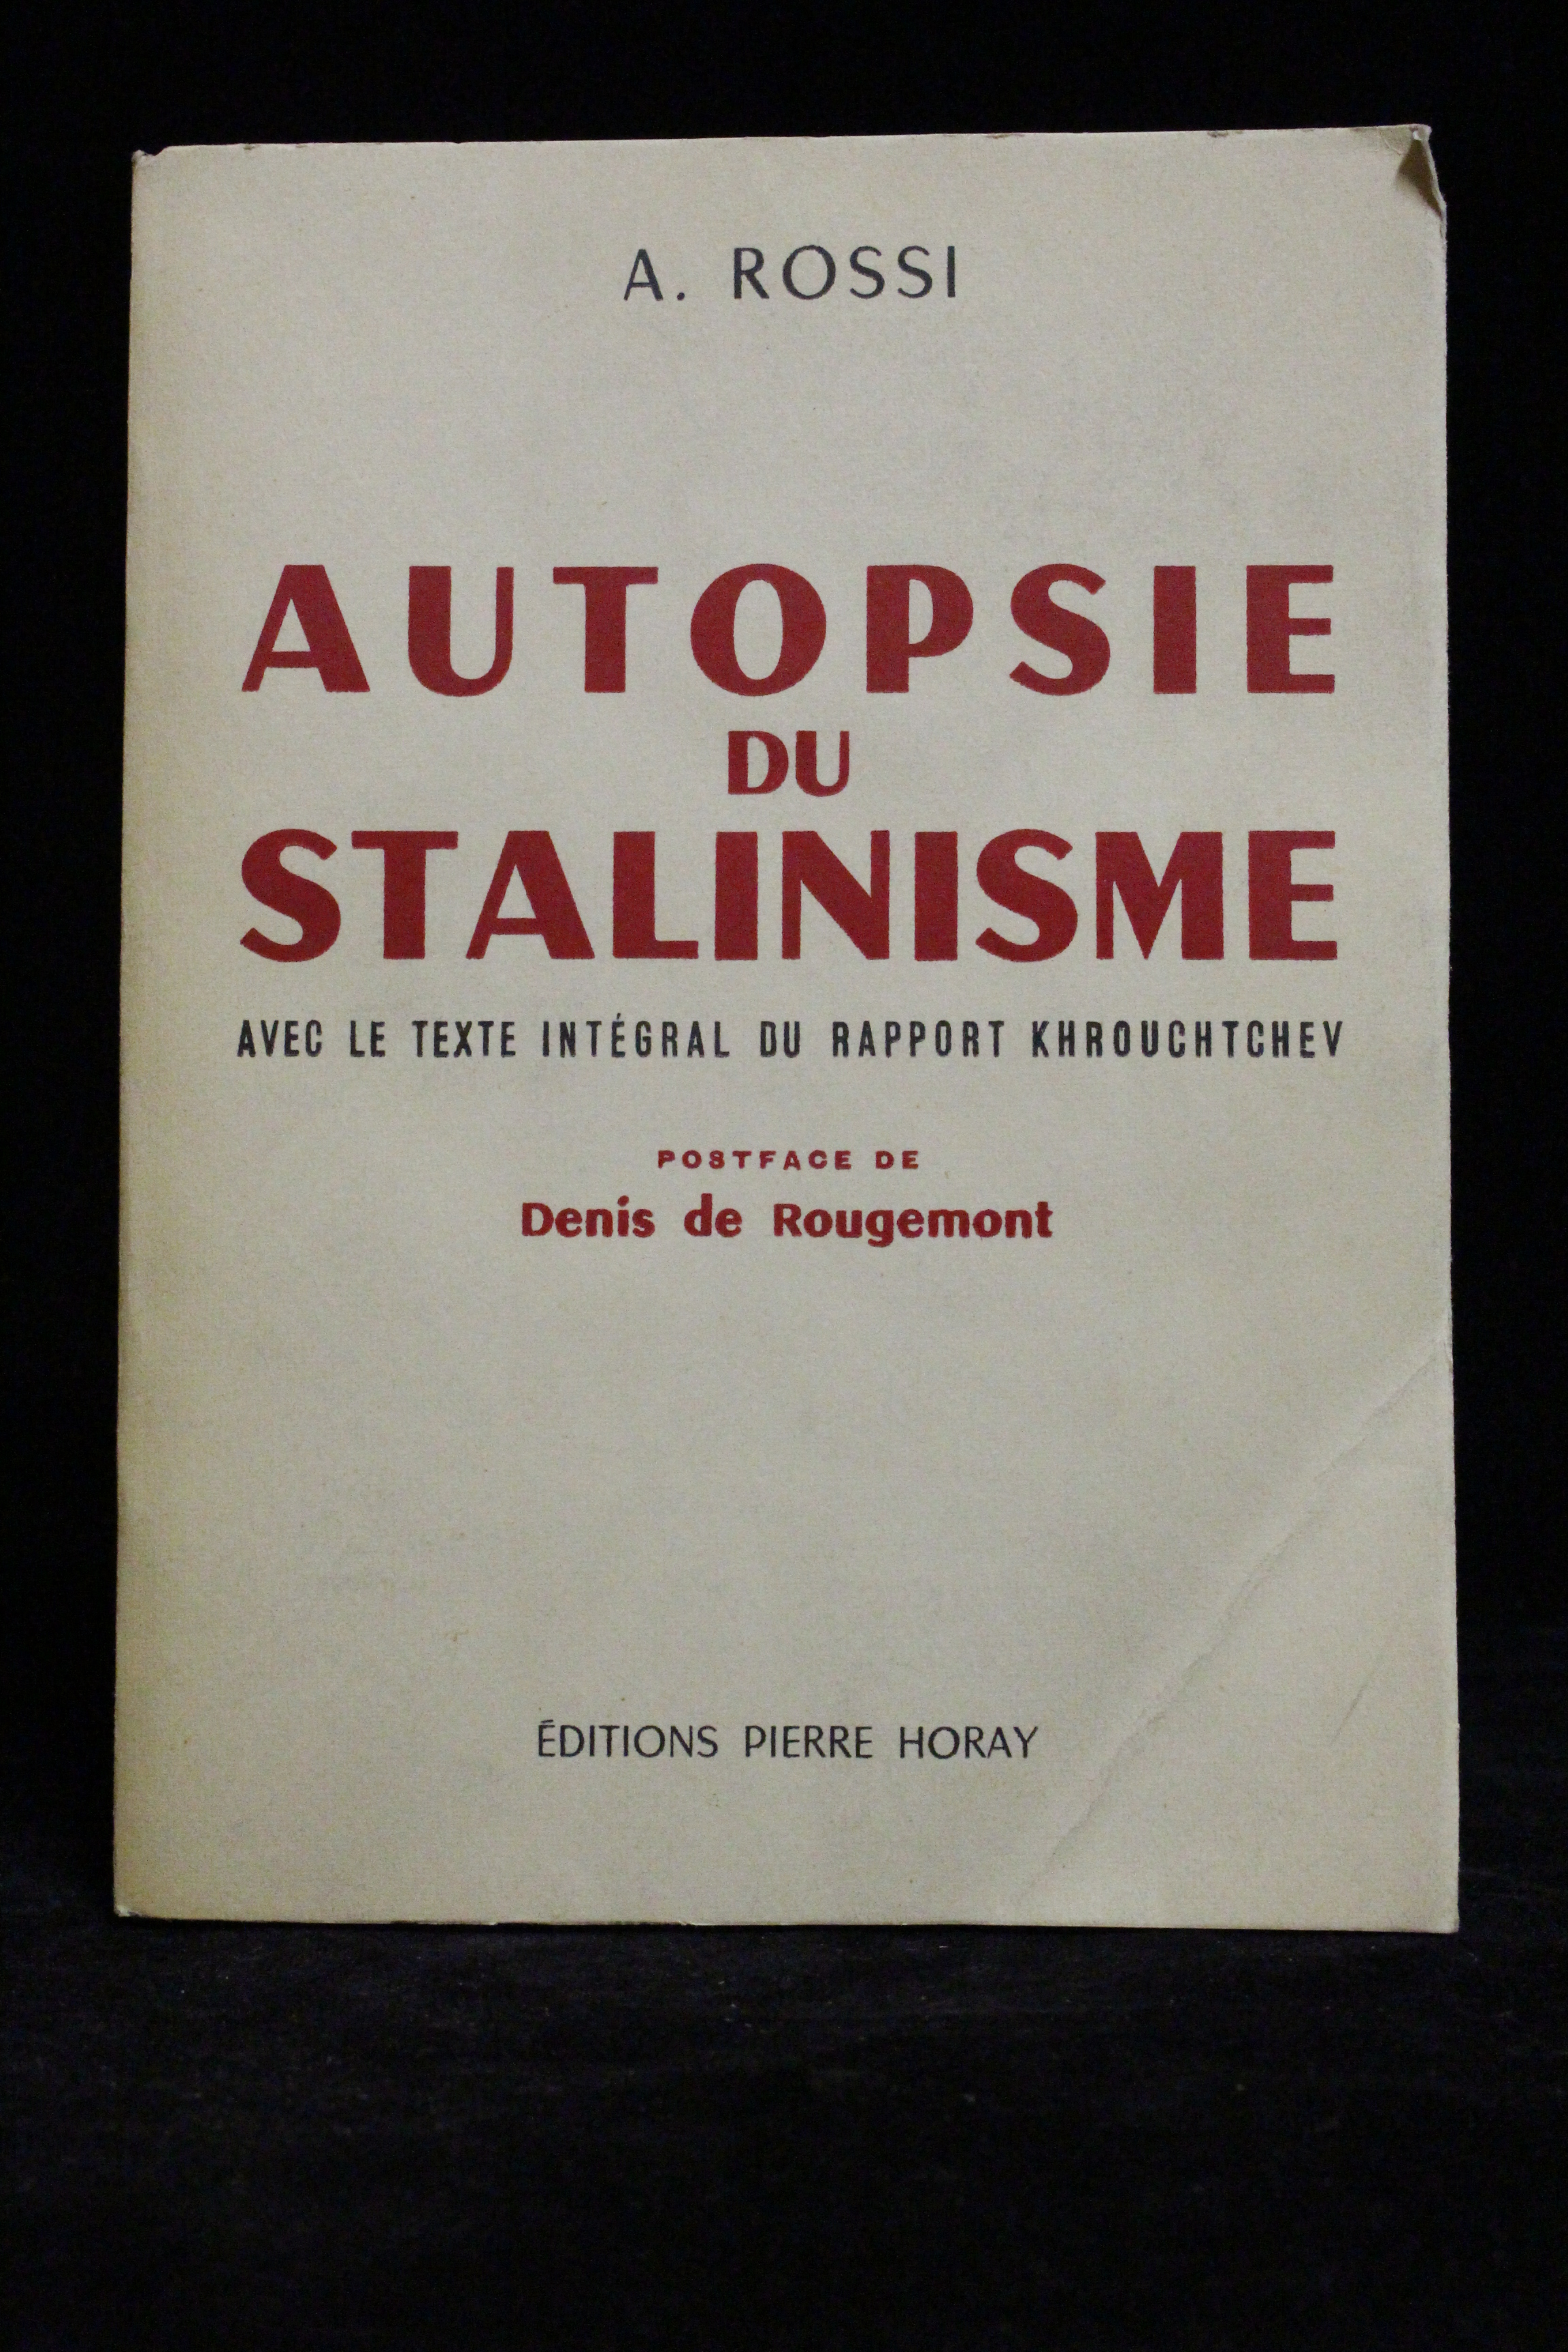 A. ROSSI
AUTOPSIE
DU
STALINISME
AVEC LE TEXTE INTÉGRAL DU RAPPORT KHROUCHTCHEV
POSTFACE DE
Denis de Rougemont
ÉDITIONS PIERRE HORAY